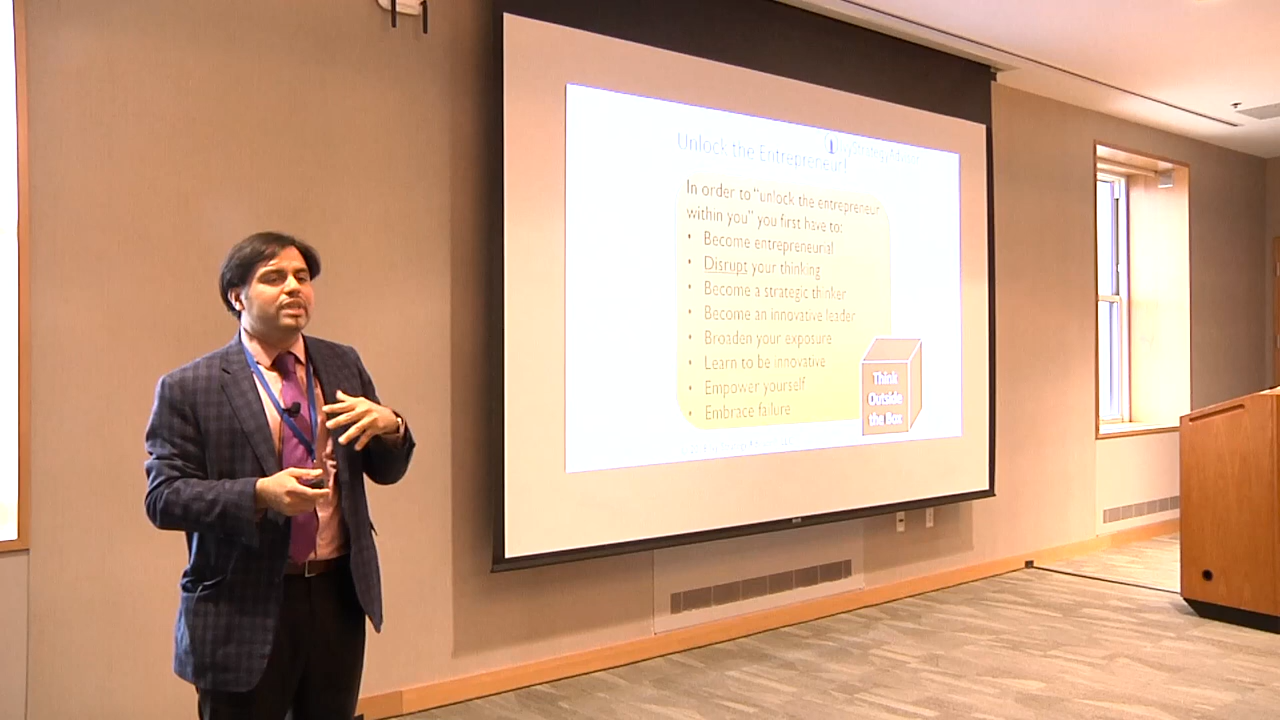 Unlock the Entrepreneur!
In order to "unlock the entrepreneur
within you" you first have to:
• Become entrepreneurial
• Disrupt your thinking
• Become a strategic thinker
• Become an innovative leader
• Broaden your exposure
• Learn to be innovative
• Empower yourself
• Embrace failure
Think
Outside
the Box